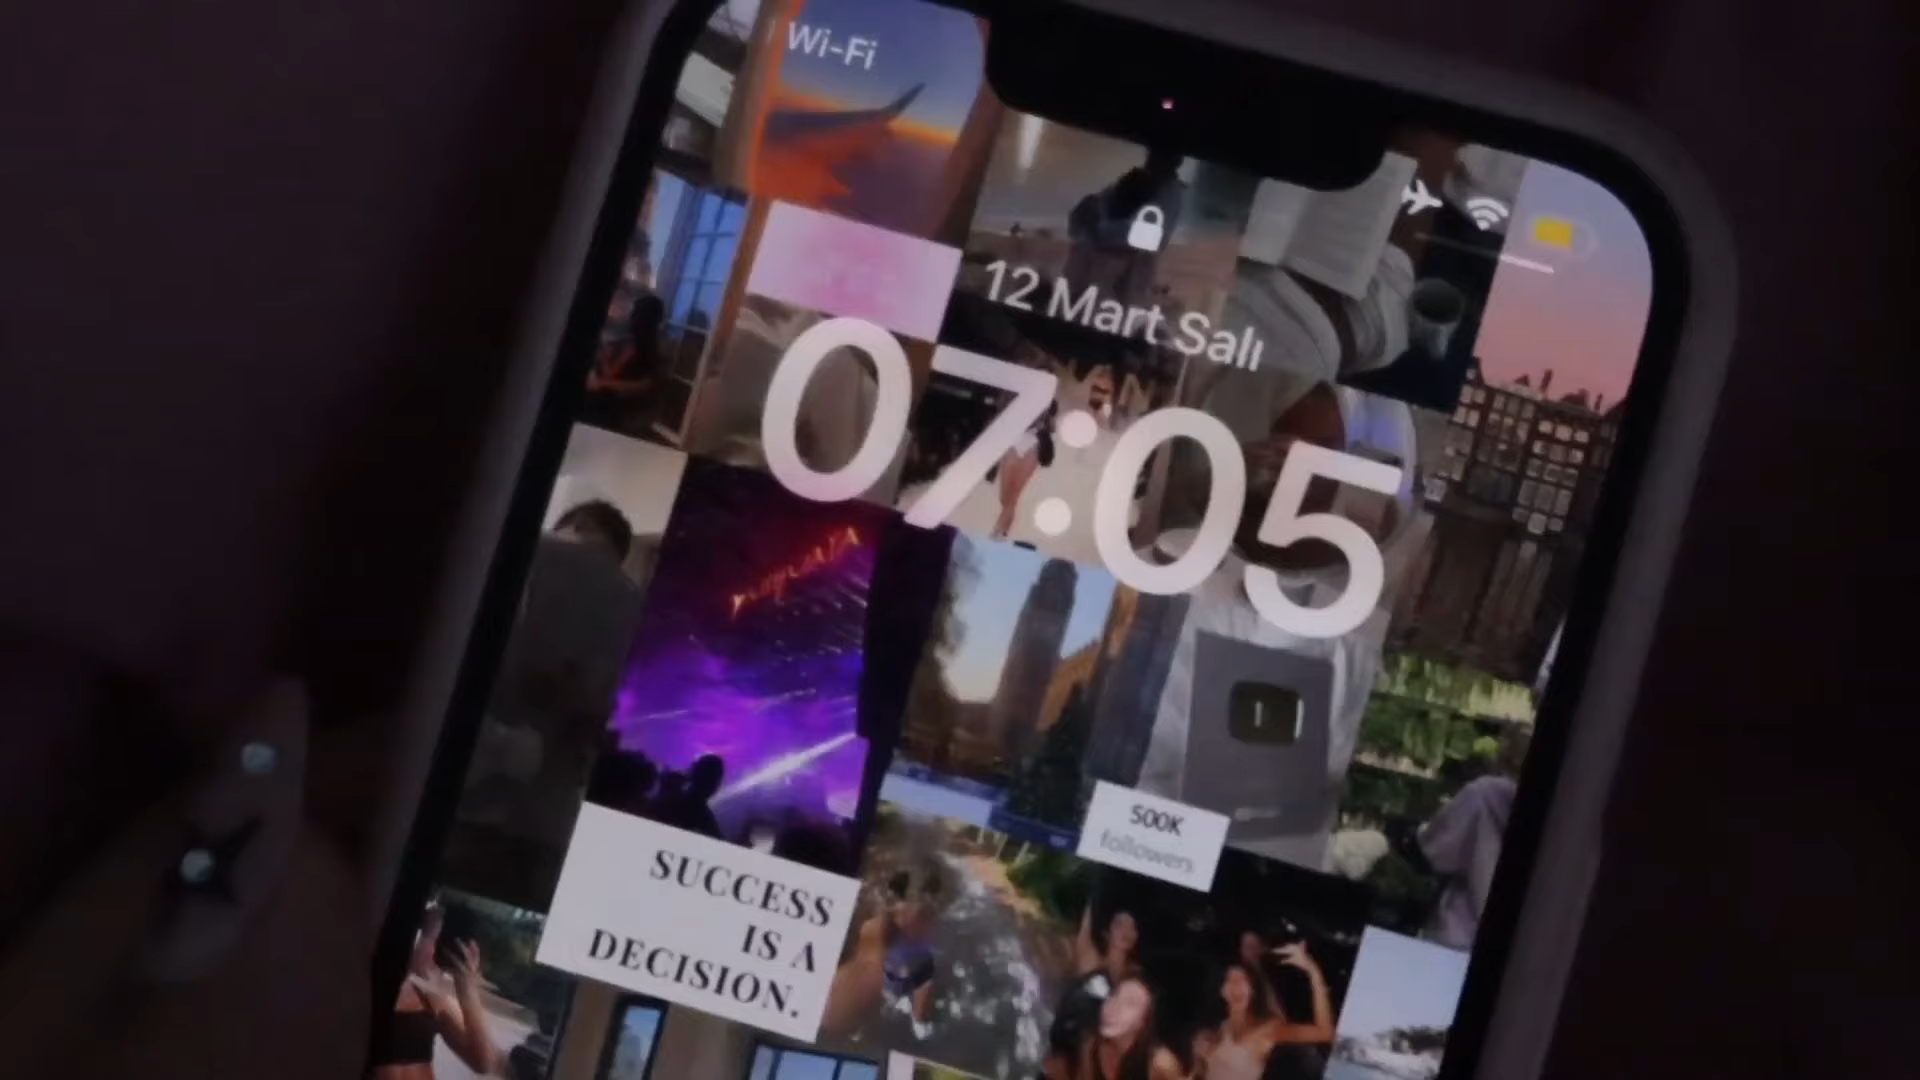 Wi-Fi
12 Mart Salı
07:05
500K
followers
SUCCESS
IS A
DECISION.